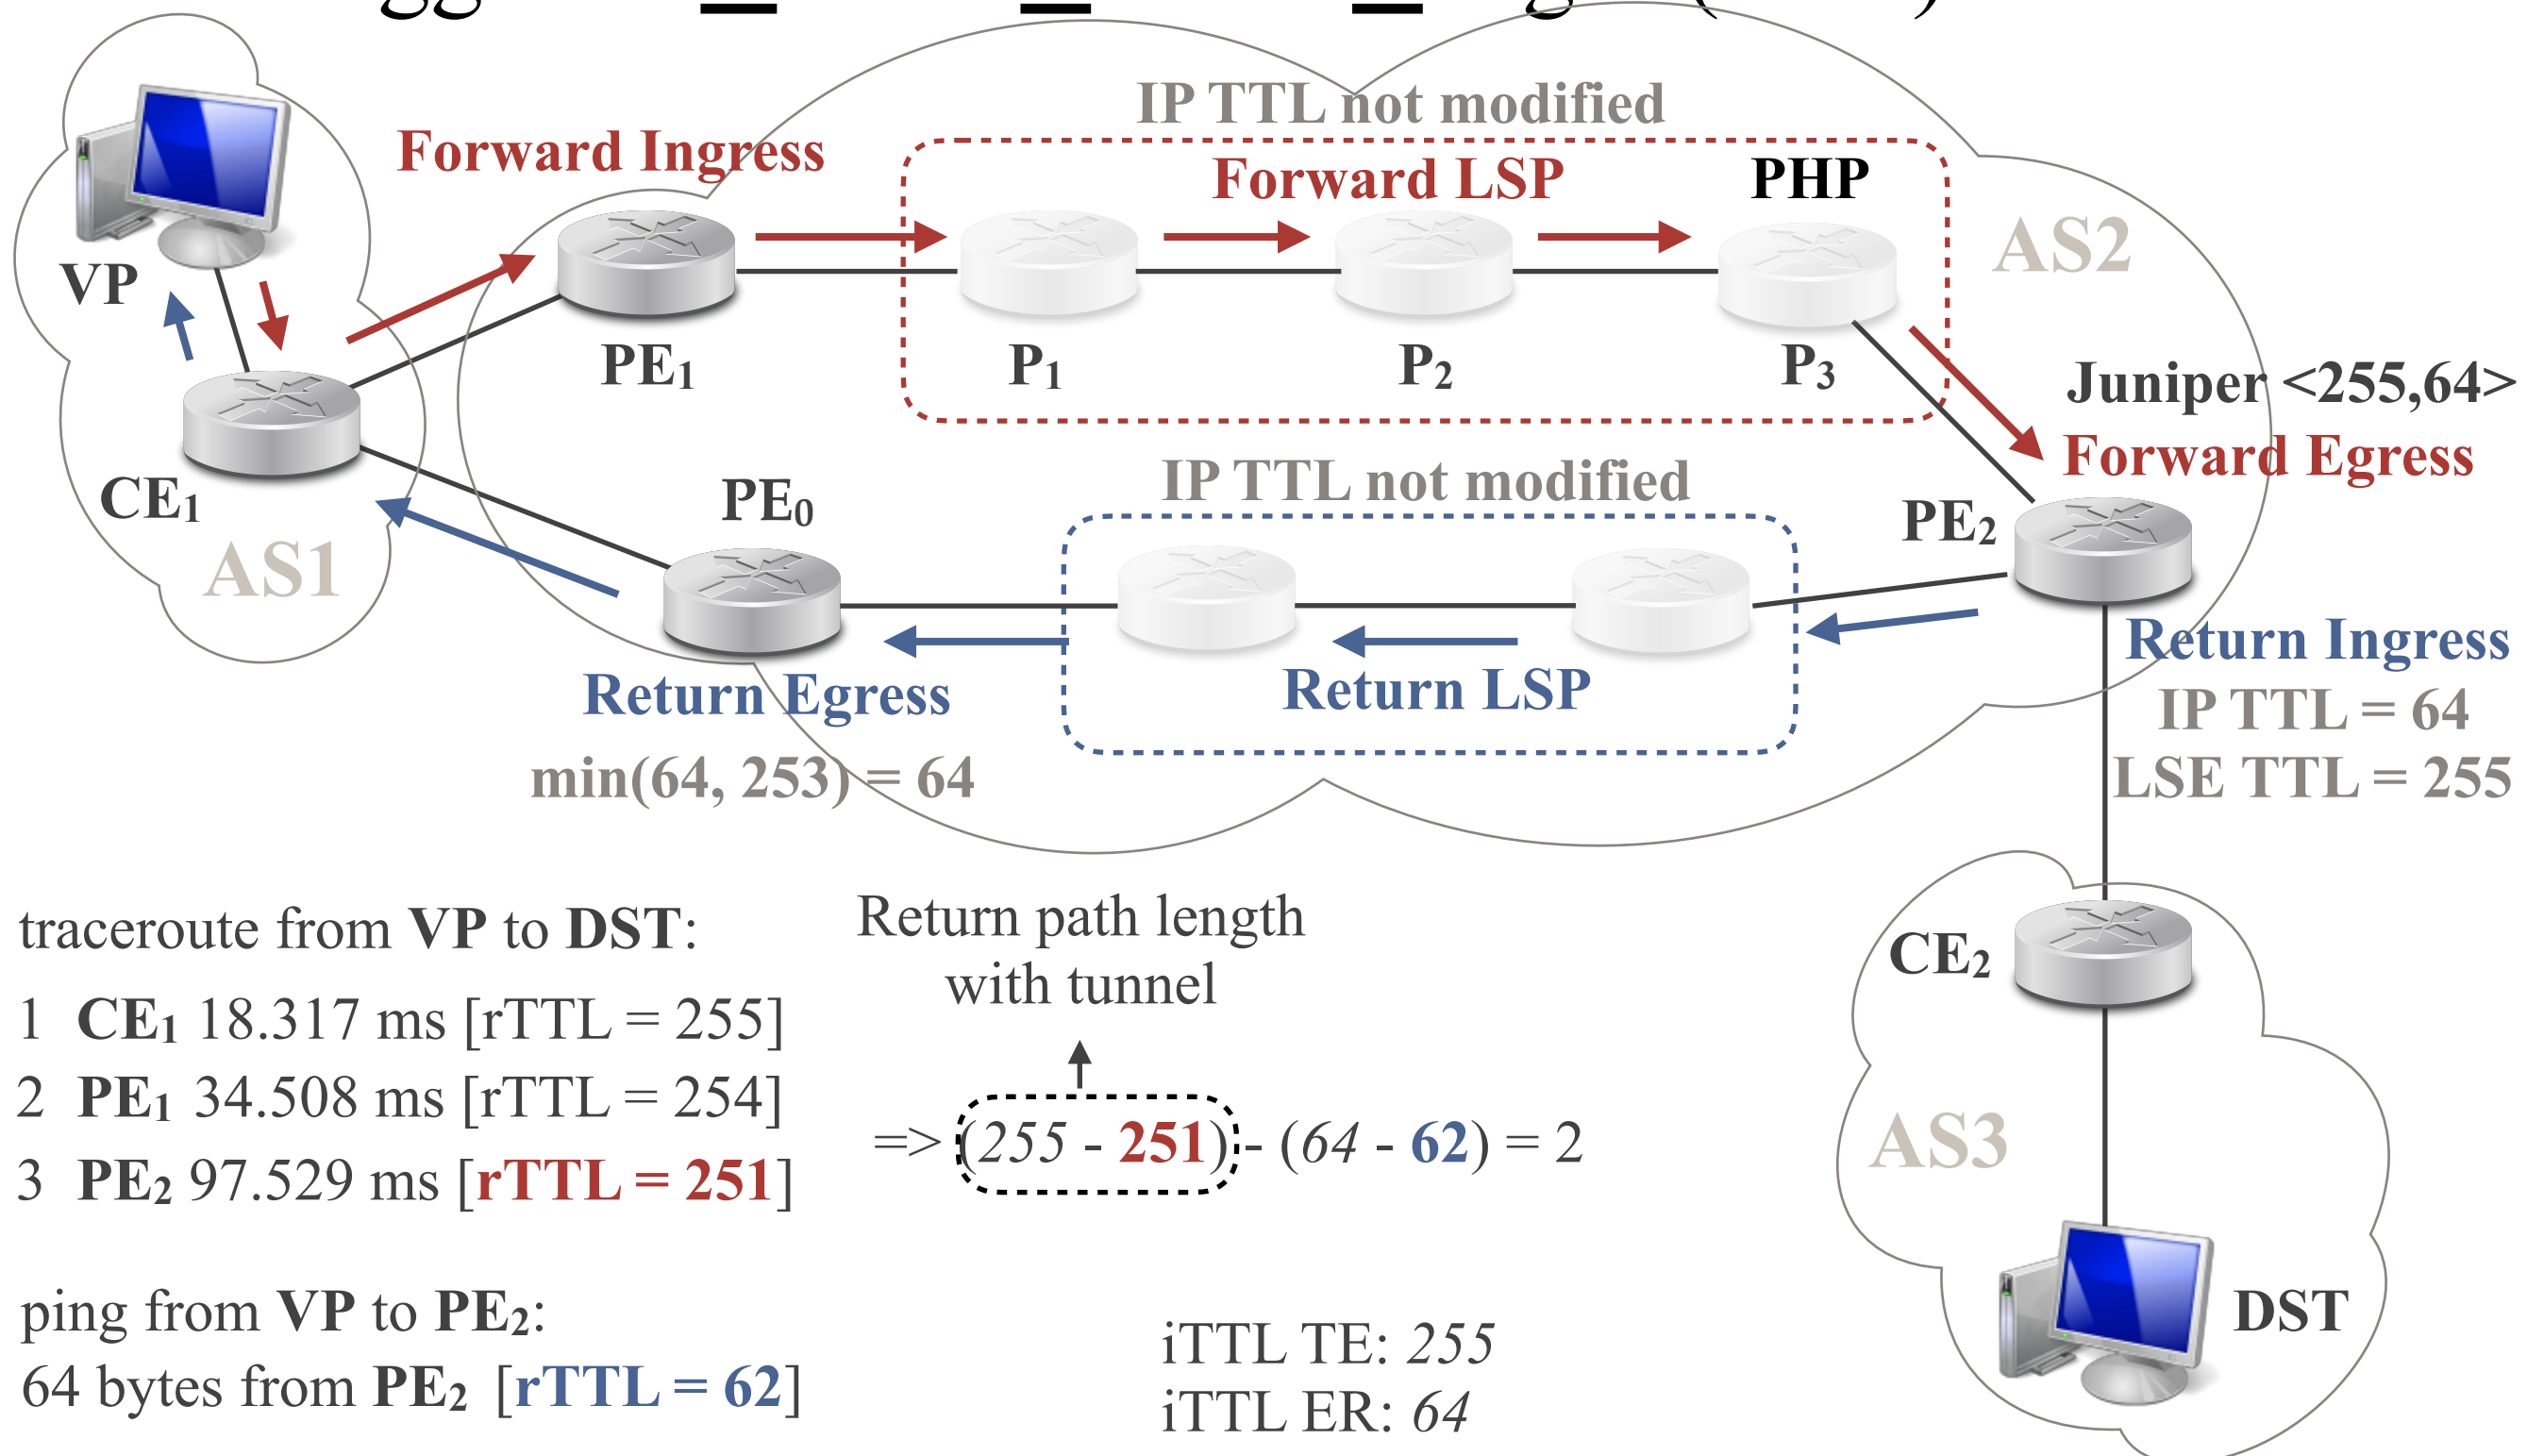 IP TTL not modified
Forward Ingress
Forward LSP
PHP
AS2
VP
PE1
P1
P2
P3
Juniper <255,64>
Forward Egress
CE1
PE0
IP TTL not modified
PE2
AS1
Return Ingress
Return Egress
Return LSP
IP TTL = 64
min(64, 253) = 64
LSE TTL = 255
traceroute from VP to DST:
1 CE1 18.317 ms [rTTL = 255]
2 PE1 34.508 ms [rTTL = 254]
3 PE2 97.529 ms [rTTL = 251]
Return path length
with tunnel
=> (255 - 251) - (64 - 62) = 2
CE2
AS3
DST
ping from VP to PE2:
64 bytes from PE2 [rTTL = 62]
iTTL TE: 255
iTTL ER: 64